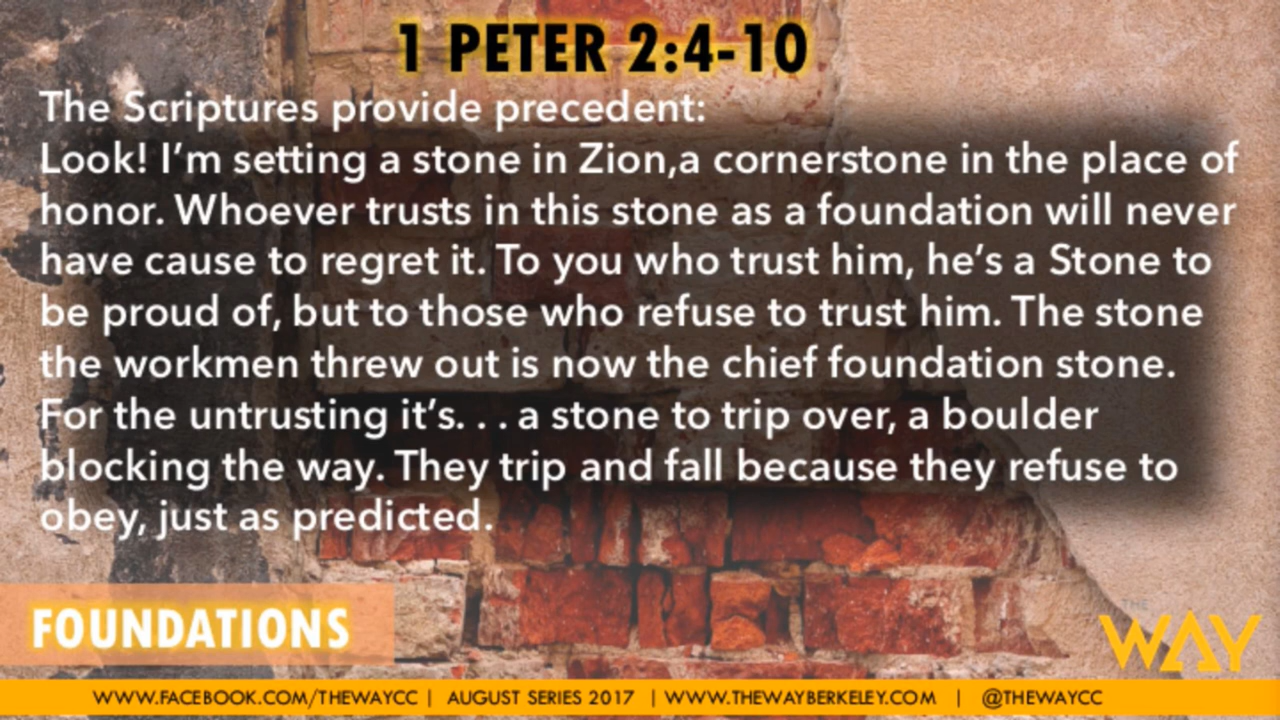 1 PETER 2:4-10
The Scriptures provide precedent:
Look! I'm setting a stone in Zion,a cornerstone in the place of
honor. Whoever trusts in this stone as a foundation will never
have cause to regret it. To you who trust him, he's a Stone to
be proud of, but to those who refuse to trust him. The stone
the workmen threw out is now the chief foundation stone.
For the untrusting it's. . . a stone to trip over, a boulder
blocking the way. They trip and fall because they refuse to
obey, just as predicted.
FOUNDATIONS
THE
WAY
WWW.FACEBOOK.COM/THEWAYCC | AUGUST SERIES 2017 | WWW.THEWAYBERKELEY.COM | @THEWAYCC